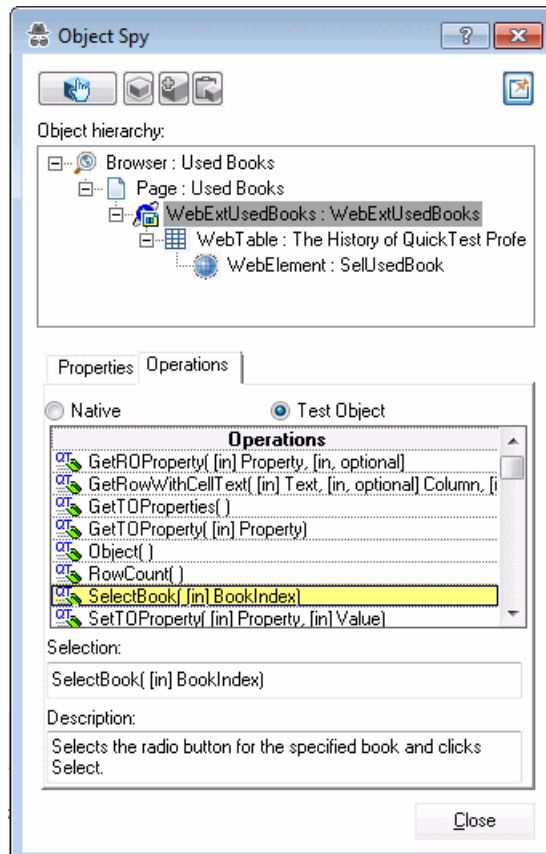 Object Spy
?
Object hierarchy:
Browser : Used Books
Page : Used Books
WebExtUsedBooks : WebExtUsedBooks
WebTable : The History of QuickTest Profe
WebElement : SelUsedBook
Properties Operations
Native Test Object
Operations
GetROProperty( [in] Property, [in, optional]
GetRowWithCellText( [in] Text, [in, optional] Column, [i
GetTOProperties( )
GetTOProperty( [in] Property)
Object( )
RowCount( )
SelectBook( [in] BookIndex)
SetTOProperty( [in] Property, [in] Value)
Selection:
SelectBook( [in] BookIndex)
Description:
Selects the radio button for the specified book and clicks
Select.
Close